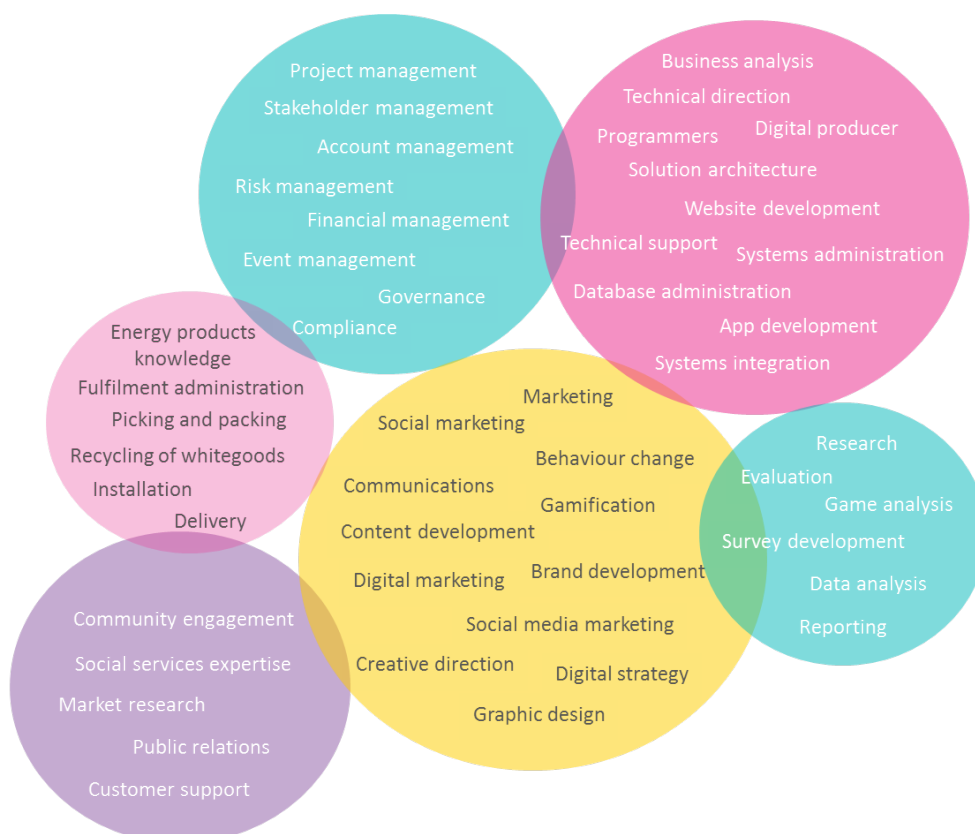 Project management
Stakeholder management
Account management
Risk management
Financial management
Event management
Governance
Compliance
Business analysis
Technical direction
Programmers
Digital producer
Solution architecture
Website development
Technical support
Systems administration
Database administration
App development
Systems integration
Energy products
knowledge
Fulfilment administration
Picking and packing
Recycling of whitegoods
Installation
Delivery
Marketing
Social marketing
Behaviour change
Communications
Gamification
Content development
Brand development
Digital marketing
Social media marketing
Creative direction
Digital strategy
Graphic design
Research
Evaluation
Game analysis
Survey development
Data analysis
Reporting
Community engagement
Social services expertise
Market research
Public relations
Customer support